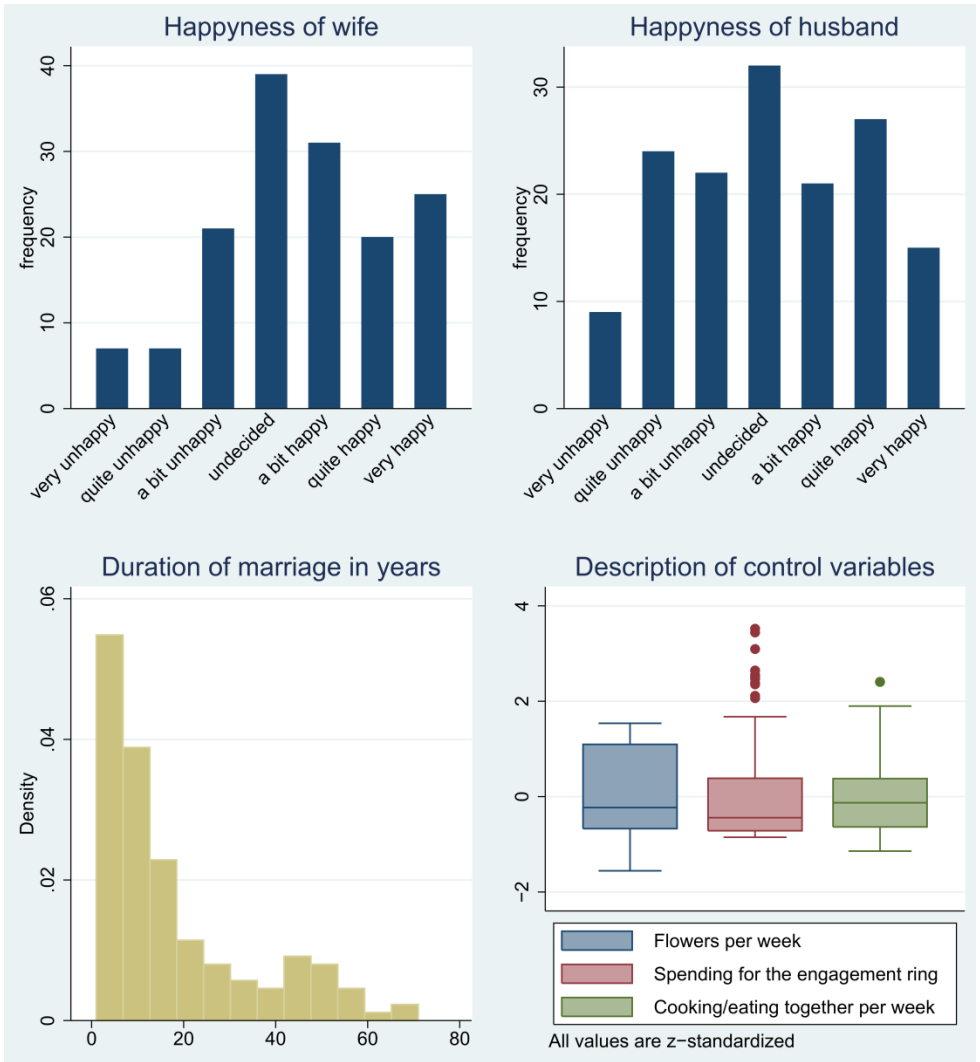 Happyness of wife
frequency
40
30
20
10
0
very unhappy
quite unhappy
a bit unhappy
undecided
a bit happy
quite happy
very happy
Happyness of husband
frequency
30
20
10
0
very unhappy
quite unhappy
a bit unhappy
undecided
a bit happy
quite happy
very happy
Duration of marriage in years
Density
.06
.04
.02
0
0 20 40 60 80
Description of control variables
4
2
0
−2
Flowers per week
Spending for the engagement ring
Cooking/eating together per week
All values are z−standardized